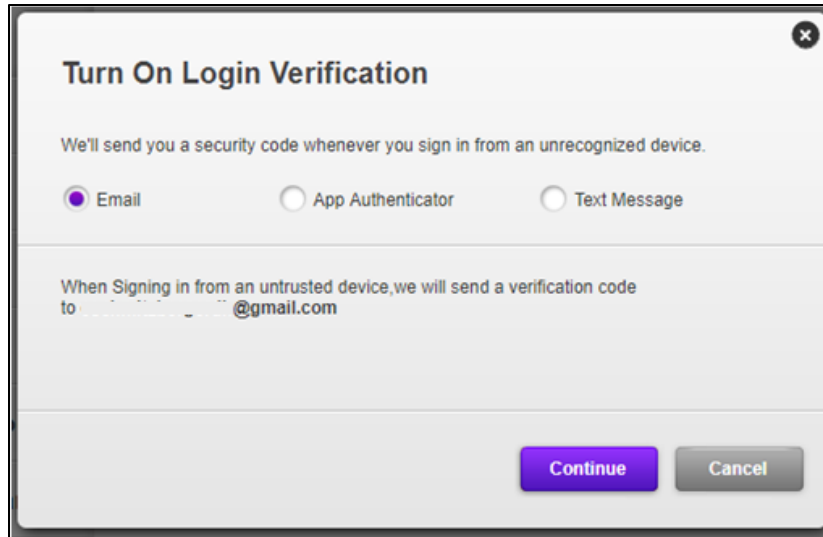 Turn On Login Verification
We'll send you a security code whenever you sign in from an unrecognized device.
Email App Authenticator Text Message
When Signing in from an untrusted device,we will send a verification code
to @gmail.com
Continue Cancel